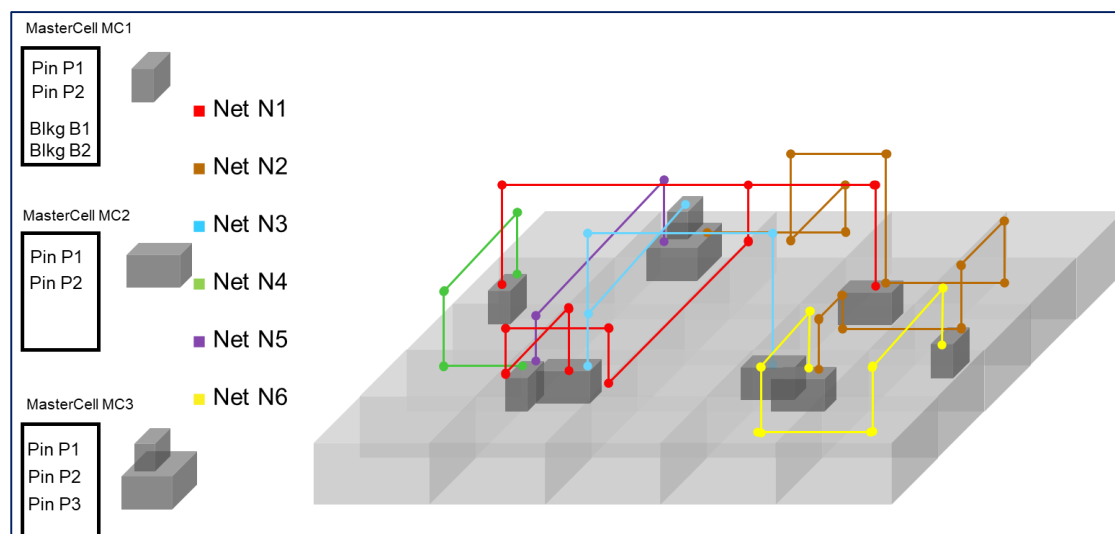 MasterCell MC1
Pin P1
Pin P2
Blkg B1
Blkg B2
MasterCell MC2
Pin P1
Pin P2
MasterCell MC3
Pin P1
Pin P2
Pin P3
Net N1
Net N2
Net N3
Net N4
Net N5
Net N6